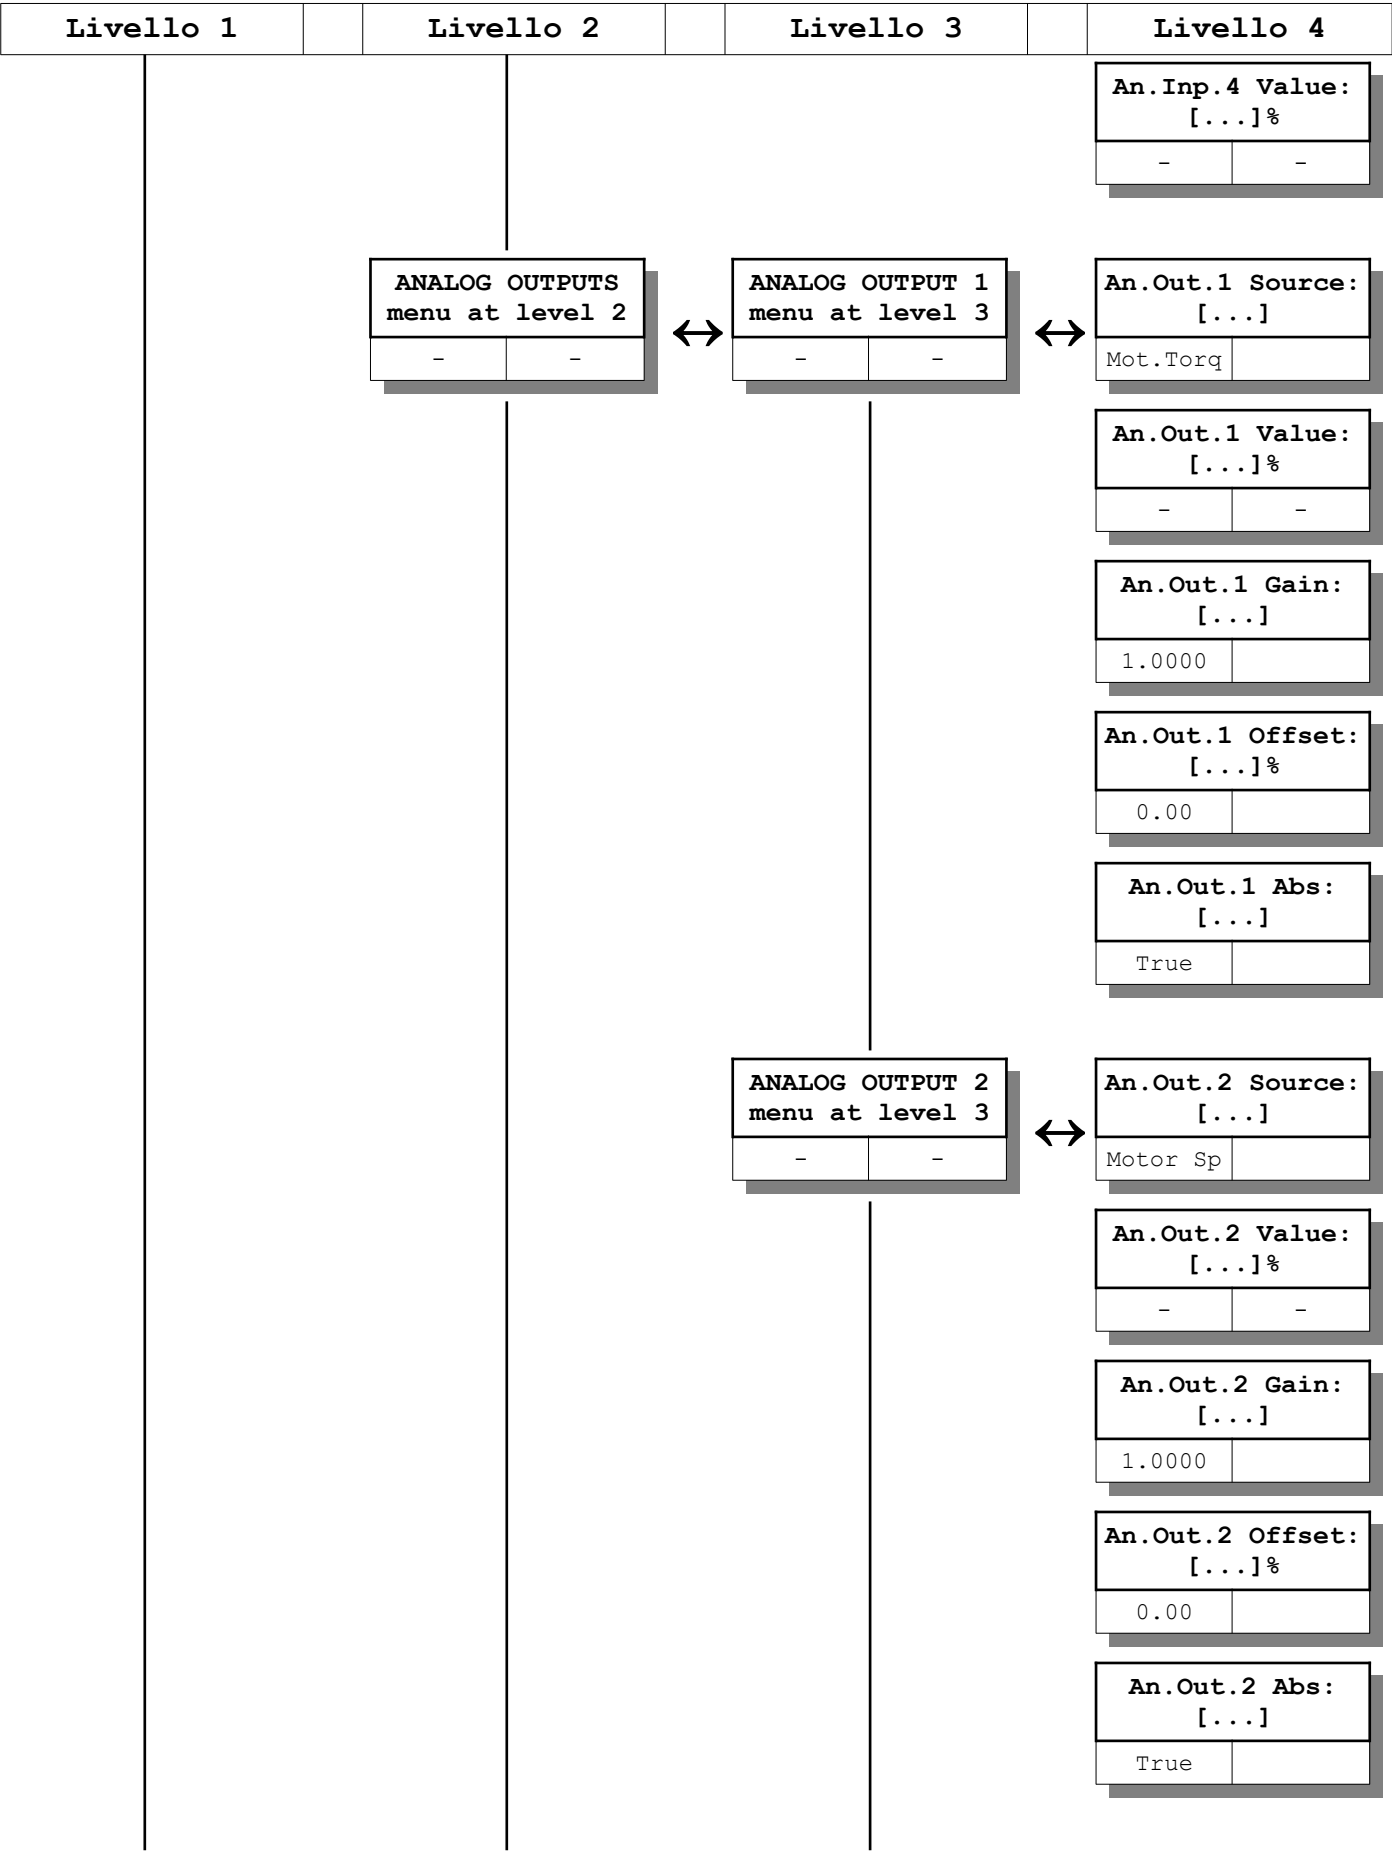 Livello 1 Livello 2 Livello 3 Livello 4
An.Inp.4 Value:
[...]%
- -
ANALOG OUTPUTS
menu at level 2
- -
ANALOG OUTPUT 1
menu at level 3
- -
An.Out.1 Source:
[...]
Mot.Torq
An.Out.1 Value:
[...]%
- -
An.Out.1 Gain:
[...]
1.0000
An.Out.1 Offset:
[...]%
0.00
An.Out.1 Abs:
[...]
True
ANALOG OUTPUT 2
menu at level 3
- -
An.Out.2 Source:
[...]
Motor Sp
An.Out.2 Value:
[...]%
- -
An.Out.2 Gain:
[...]
1.0000
An.Out.2 Offset:
[...]%
0.00
An.Out.2 Abs:
[...]
True